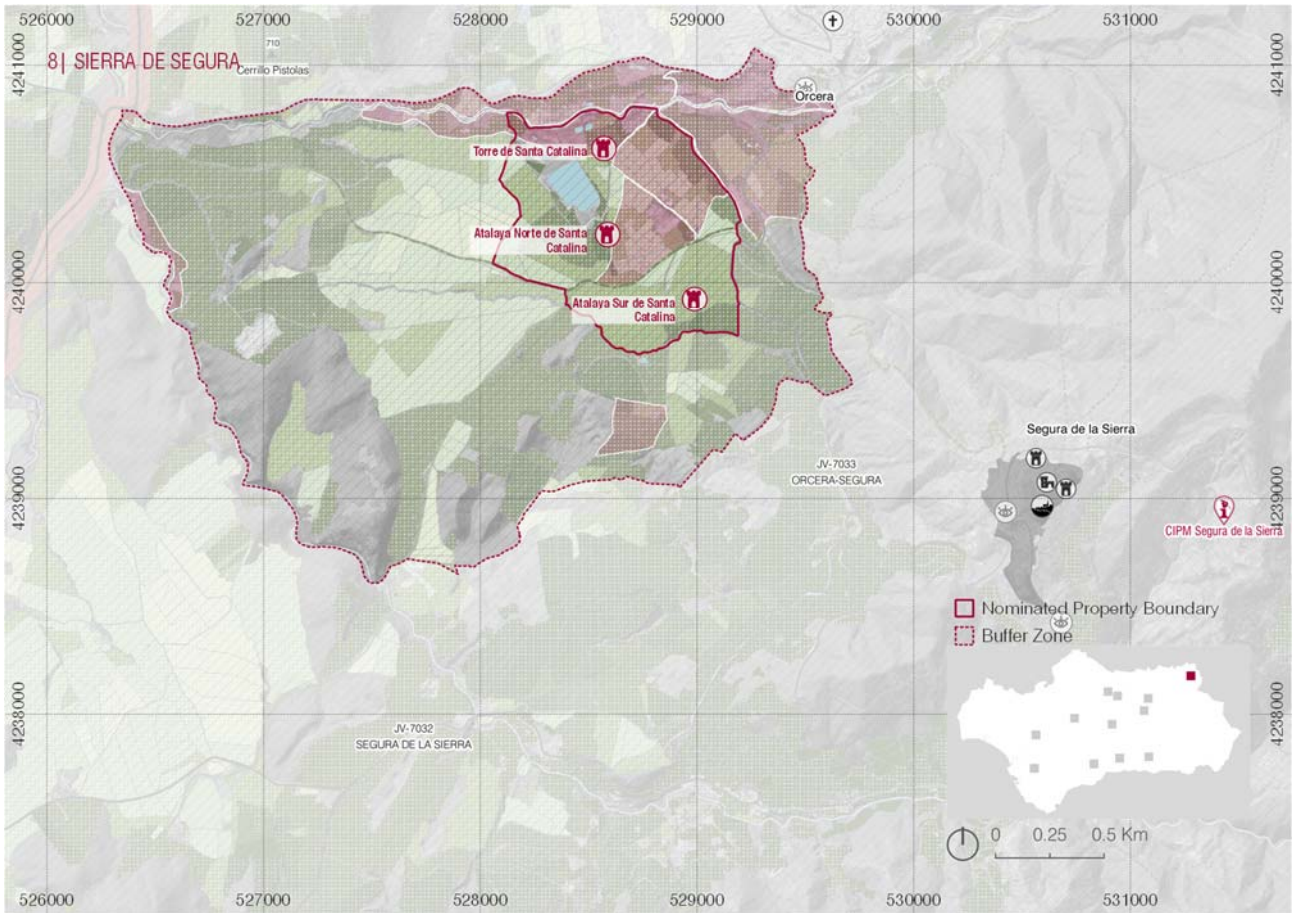 526000 527000 528000 529000 530000 531000
8| SIERRA DE SEGURA
710
Cerrillo Pistolas
4241000
4241000
Orcera
Torre de Santa Catalina
Atalaya Norte de Santa
Catalina
4240000
4240000
Atalaya Sur de Santa
Catalina
Segura de la Sierra
JV-7033
ORCERA-SEGURA
4239000
4239000
CIPM Segura de la Sierra
Nominated Property Boundary
Buffer Zone
4238000
4238000
JV-7032
SEGURA DE LA SIERRA
0 0.25 0.5 Km
526000 527000 528000 529000 530000 531000